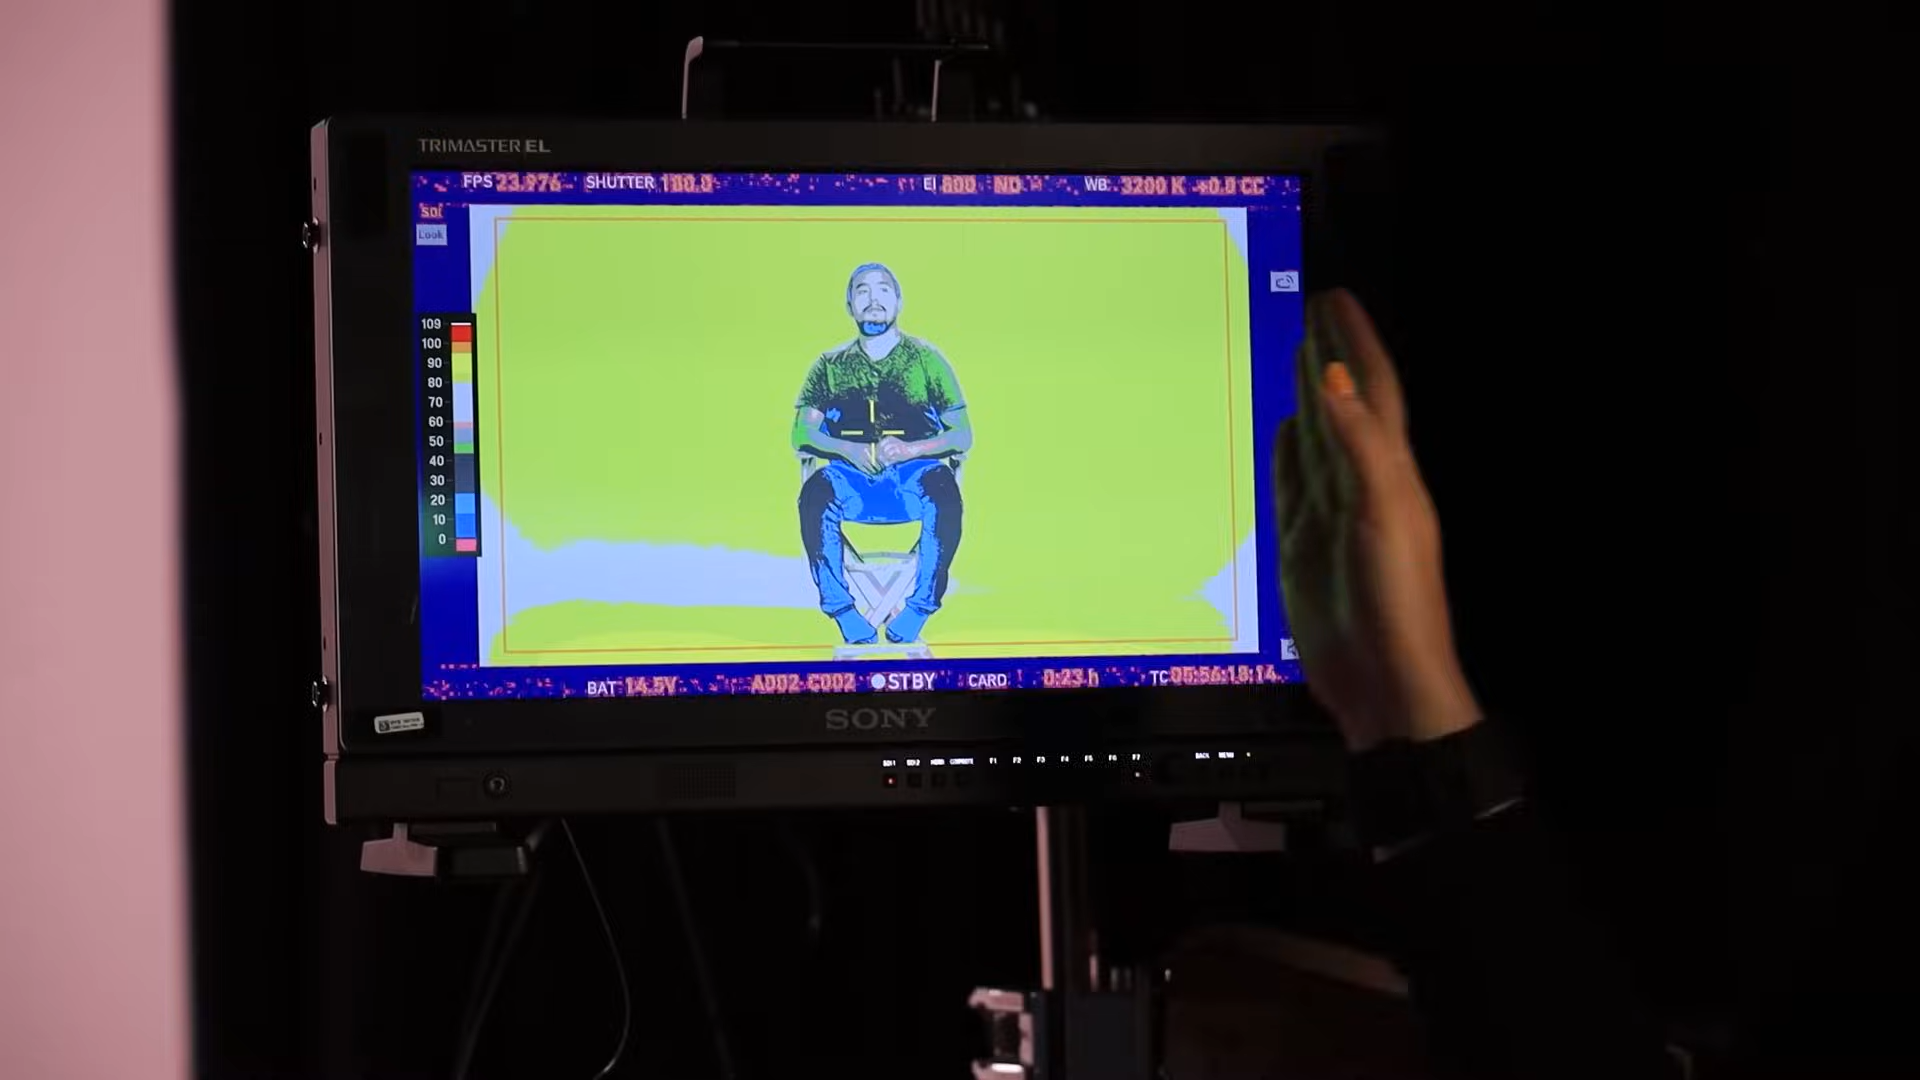 TRIMASTER EL
FPS 23.976 SHUTTER 180.0 EI 800 ND WB 3200 K +0.0 CC
Look
109
100
90
80
70
60
50
40
30
20
10
0
BAT 14.5V A002 C002 STBY CARD 0:23 h TC 05:56:18:14
SONY
F1 F2 F3 F4 F5 F6 F7 BACK MENU